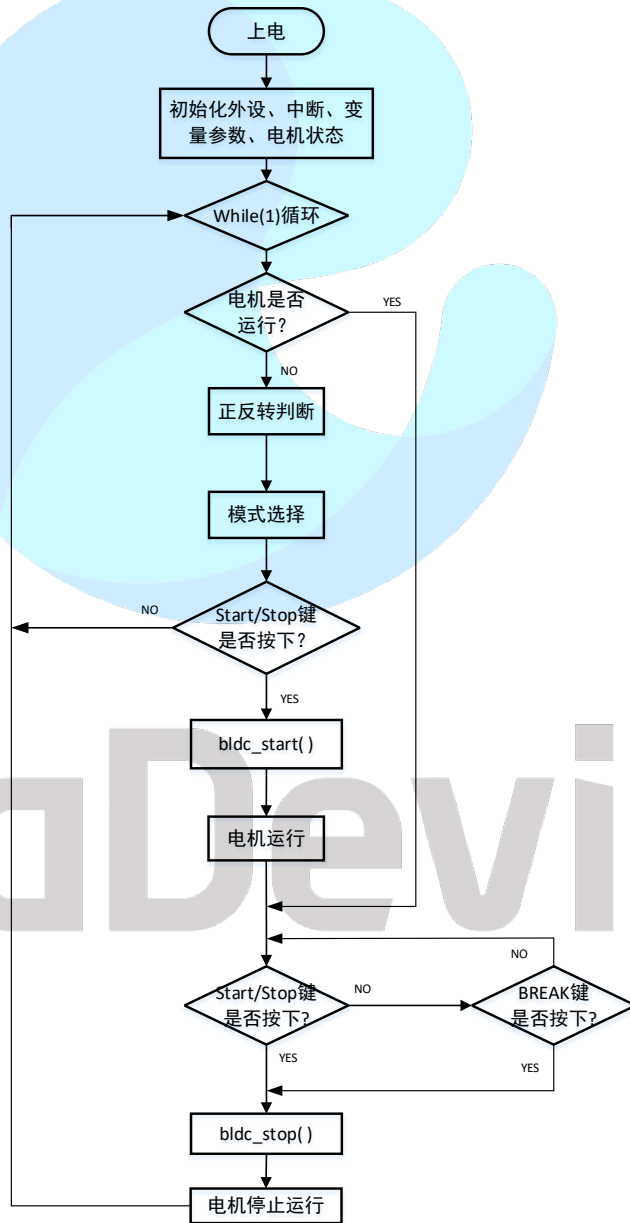 上电
初始化外设、中断、变
量参数、电机状态
While(1)循环
电机是否
运行？
YES
NO
正反转判断
模式选择
Start/Stop键
是否按下？
NO
YES
bldc_start( )
电机运行
Start/Stop键
是否按下？
NO
BREAK键
是否按下？
NO
YES
YES
bldc_stop( )
电机停止运行
aDevi